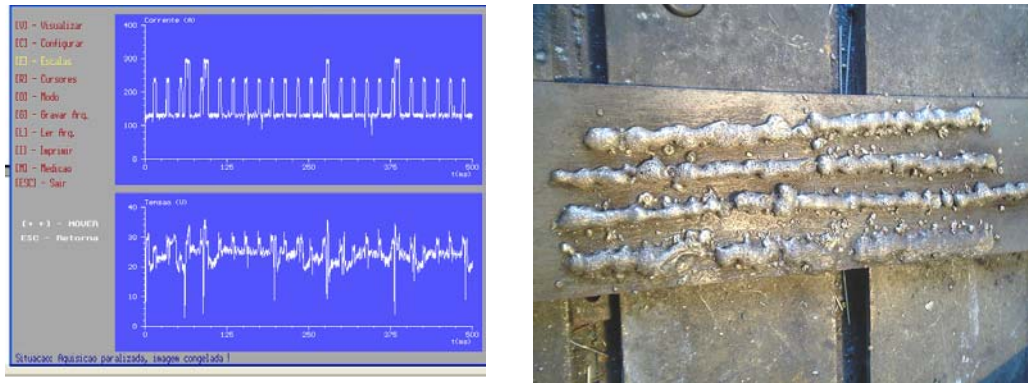 [V] - Visualizar
[C] - Configurar
[E] - Escalas
[R] - Cursores
[O] - Modo
[G] - Gravar Arq.
[L] - Ler Arq.
[I] - Imprimir
[M] - Medicao
[ESC] - Sair
[+ +] - MOVER
ESC - Retorna
Corrente (A)
400
300
200
100
0
0
125
250
375
500
t(ms)
Tensao (V)
40
30
20
10
0
0
125
250
375
500
t(ms)
Situacao: Aquisicao paralizada, imagem congelada !